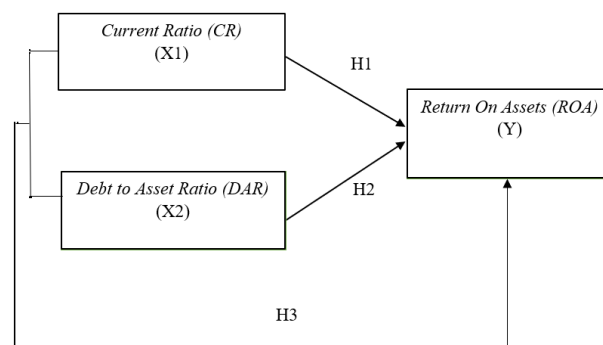 Current Ratio (CR)
(X1)
H1
Return On Assets (ROA)
(Y)
Debt to Asset Ratio (DAR)
(X2)
H2
H3